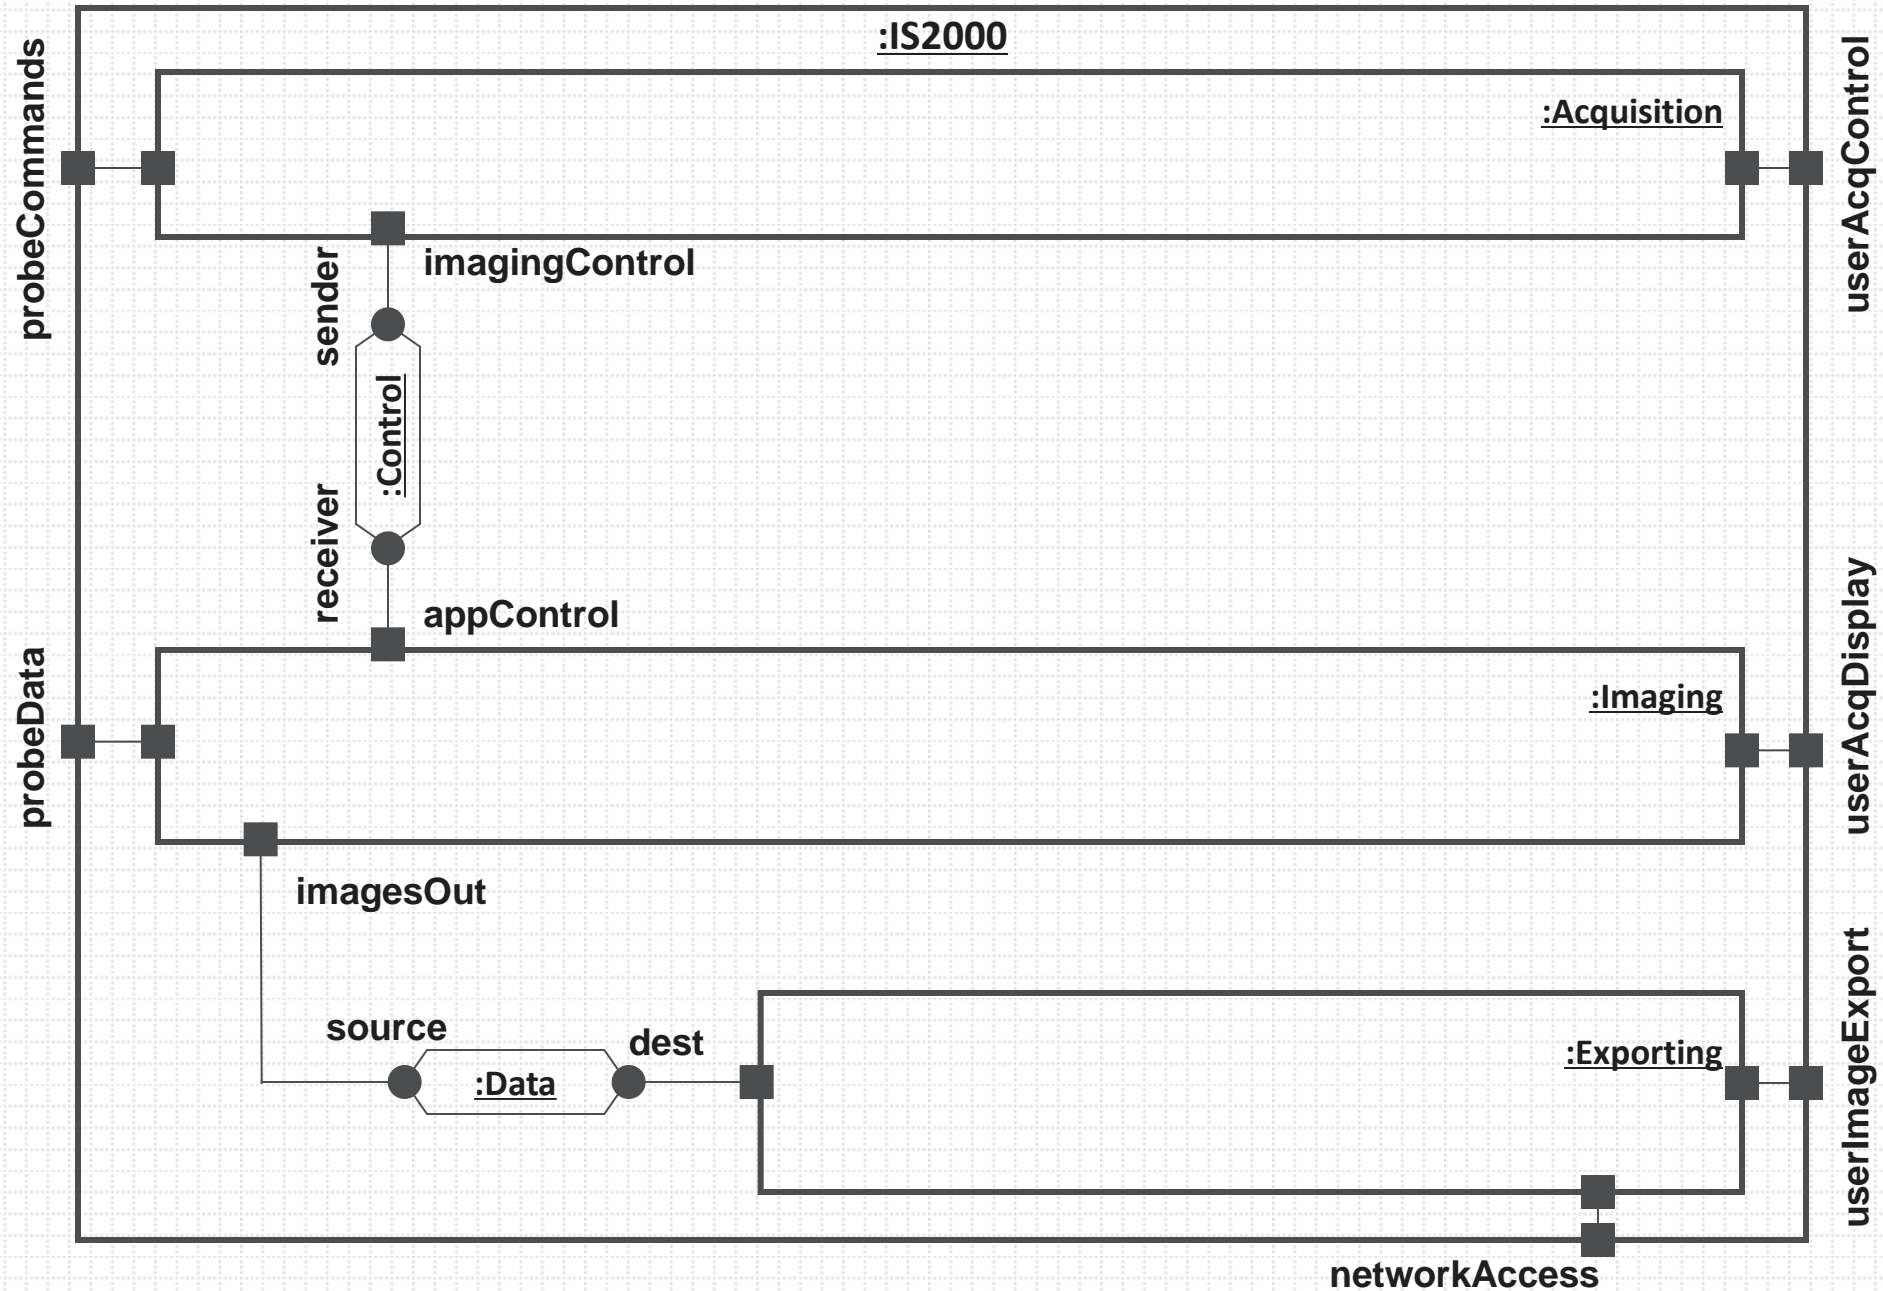 :IS2000
probeCommands
:Acquisition
userAcqControl
sender
imagingControl
:Control
receiver
appControl
probeData
:Imaging
userAcqDisplay
imagesOut
source
dest
:Data
:Exporting
userImageExport
networkAccess